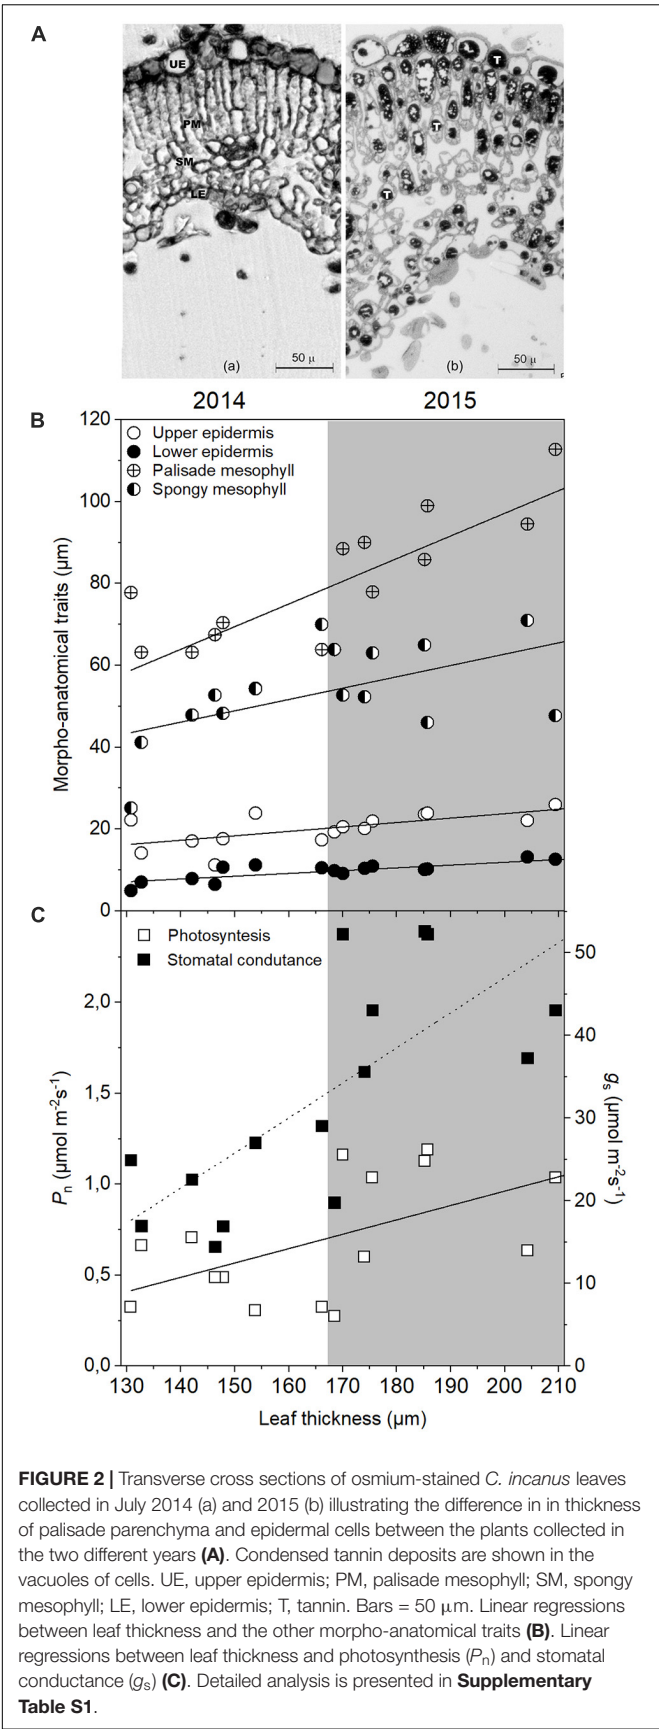 A
UE
PM
SM
LE
50 μ
(a)
T
T
T
50 μ
(b)
2014 2015
B
120
100
80
60
40
20
0
Morpho-anatomical traits (μm)
Upper epidermis
Lower epidermis
Palisade mesophyll
Spongy mesophyll
C
Photosyntesis
Stomatal condutance
2,0
1,5
1,0
0,5
0,0
Pn (μmol m-2s-1)
50
40
30
20
10
0
gs (μmol m-2s-1)
130 140 150 160 170 180 190 200 210
Leaf thickness (μm)
FIGURE 2 | Transverse cross sections of osmium-stained C. incanus leaves
collected in July 2014 (a) and 2015 (b) illustrating the difference in in thickness
of palisade parenchyma and epidermal cells between the plants collected in
the two different years (A). Condensed tannin deposits are shown in the
vacuoles of cells. UE, upper epidermis; PM, palisade mesophyll; SM, spongy
mesophyll; LE, lower epidermis; T, tannin. Bars = 50 μm. Linear regressions
between leaf thickness and the other morpho-anatomical traits (B). Linear
regressions between leaf thickness and photosynthesis (Pn) and stomatal
conductance (gs) (C). Detailed analysis is presented in Supplementary
Table S1.